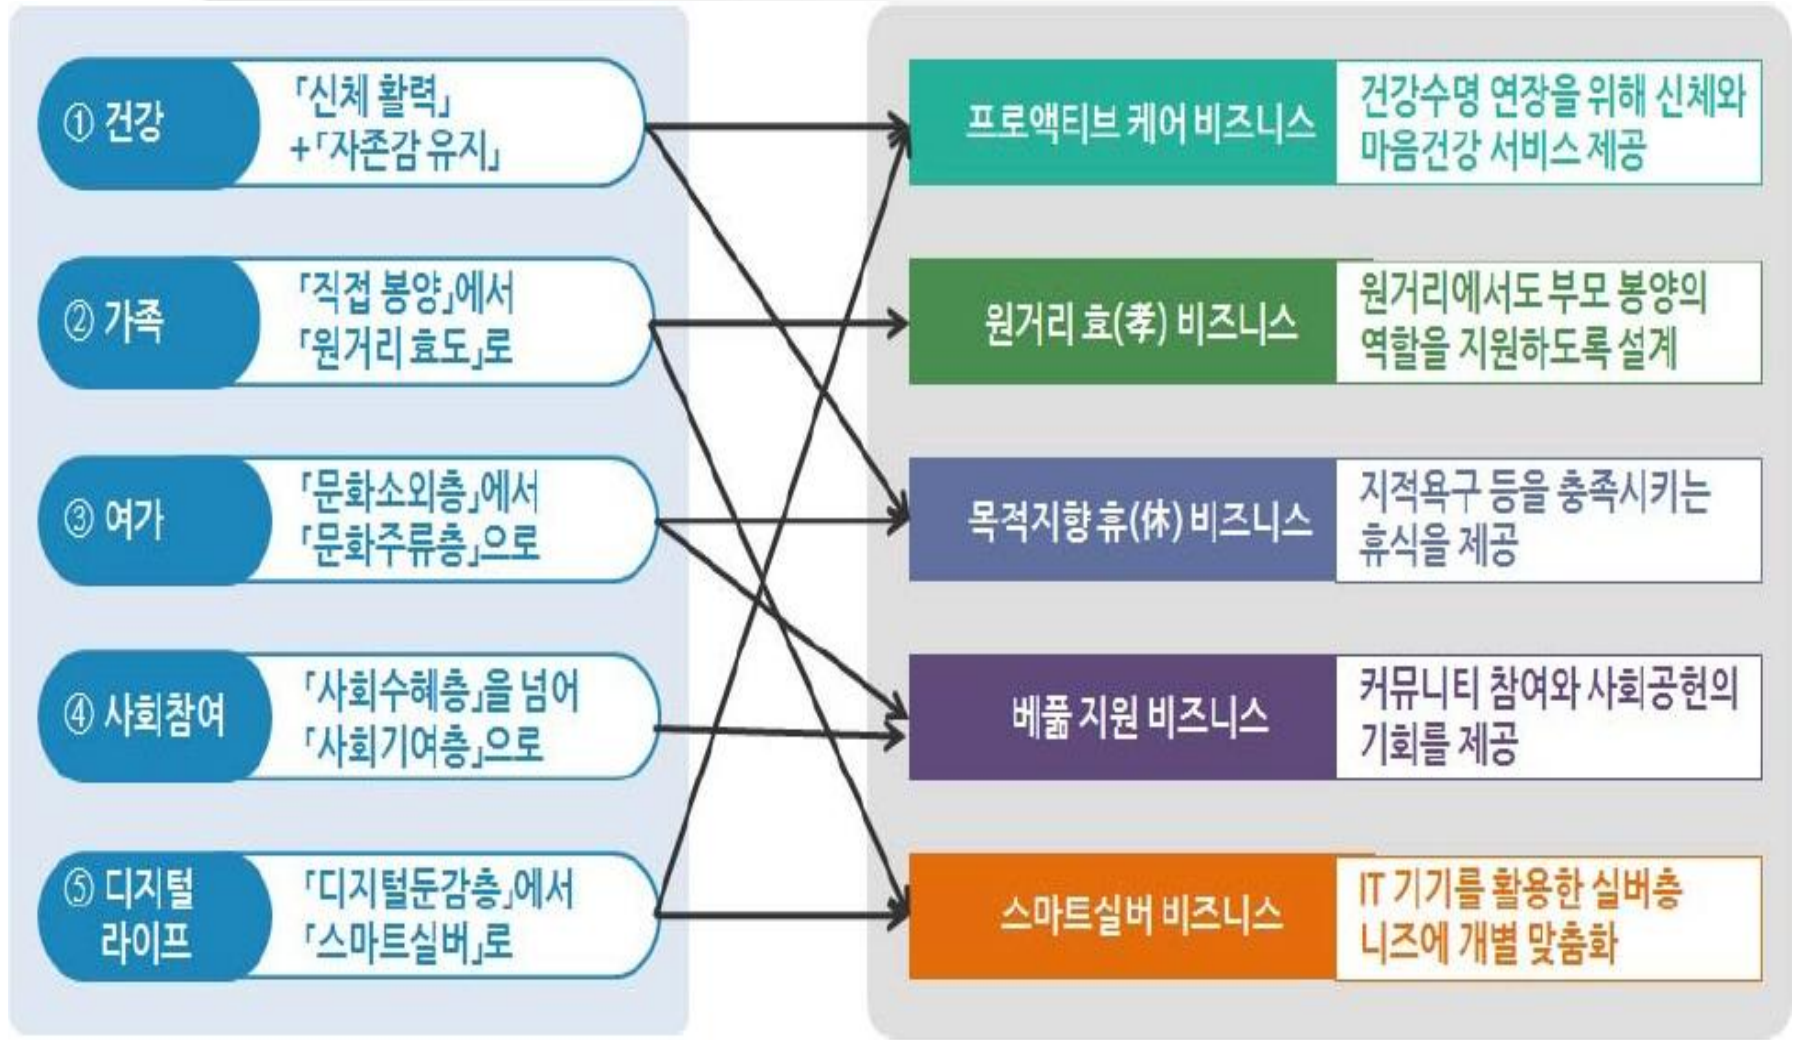 ① 건강
「신체 활력」
+「자존감 유지」
② 가족
「직접 봉양」에서
「원거리 효도」로
③ 여가
「문화소외층」에서
「문화주류층」으로
④ 사회참여
「사회수혜층」을 넘어
「사회기여층」으로
⑤ 디지털
라이프
「디지털둔감층」에서
「스마트실버」로
프로액티브 케어 비즈니스
건강수명 연장을 위해 신체와
마음건강 서비스 제공
원거리 효(孝) 비즈니스
원거리에서도 부모 봉양의
역할을 지원하도록 설계
목적지향 휴(休) 비즈니스
지적욕구 등을 충족시키는
휴식을 제공
베풂 지원 비즈니스
커뮤니티 참여와 사회공헌의
기회를 제공
스마트실버 비즈니스
IT 기기를 활용한 실버층
니즈에 개별 맞춤화